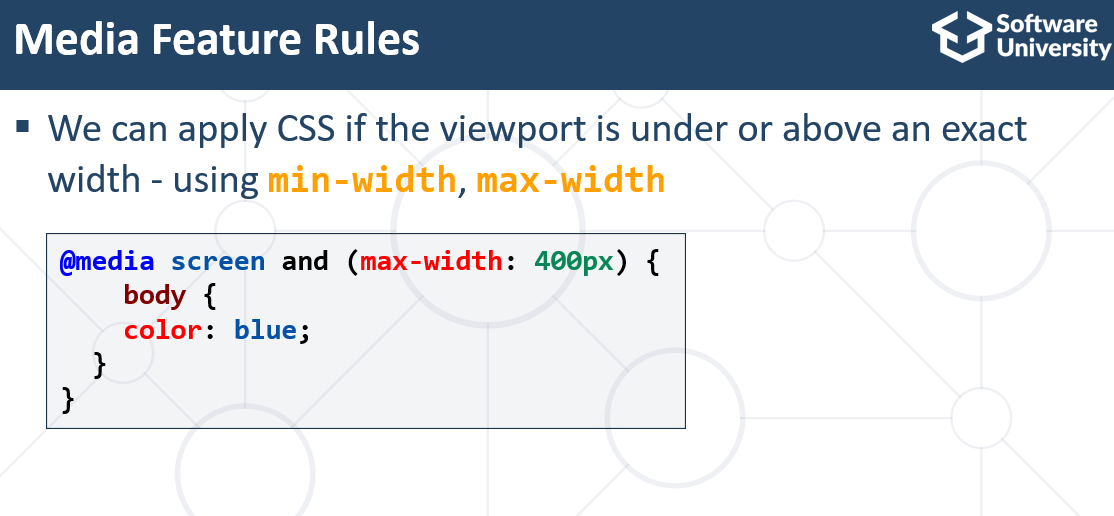 Media Feature Rules
Software
University
▪ We can apply CSS if the viewport is under or above an exact
width - using min-width, max-width
@media screen and (max-width: 400px) {
    body {
    color: blue;
  }
}